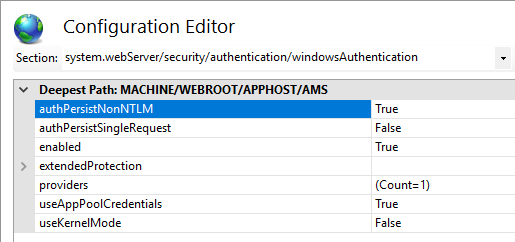 Configuration Editor
Section: system.webServer/security/authentication/windowsAuthentication
Deepest Path: MACHINE/WEBROOT/APPHOST/AMS
authPersistNonNTLM True
authPersistSingleRequest False
enabled True
extendedProtection
providers (Count=1)
useAppPoolCredentials True
useKernelMode False